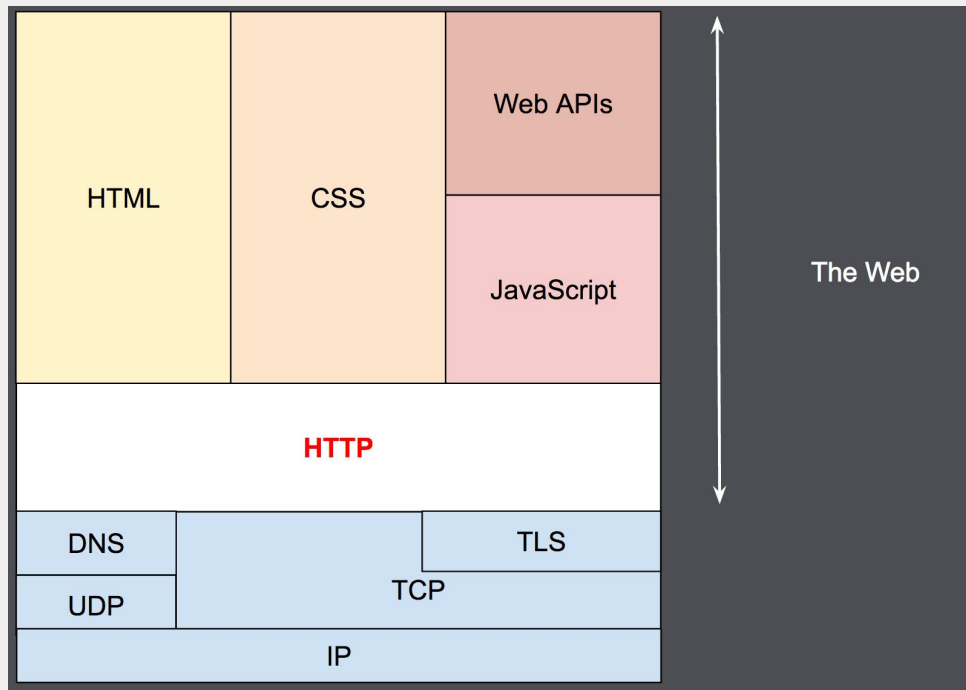 HTML
CSS
Web APIs
JavaScript
The Web
HTTP
DNS
TLS
UDP
TCP
IP